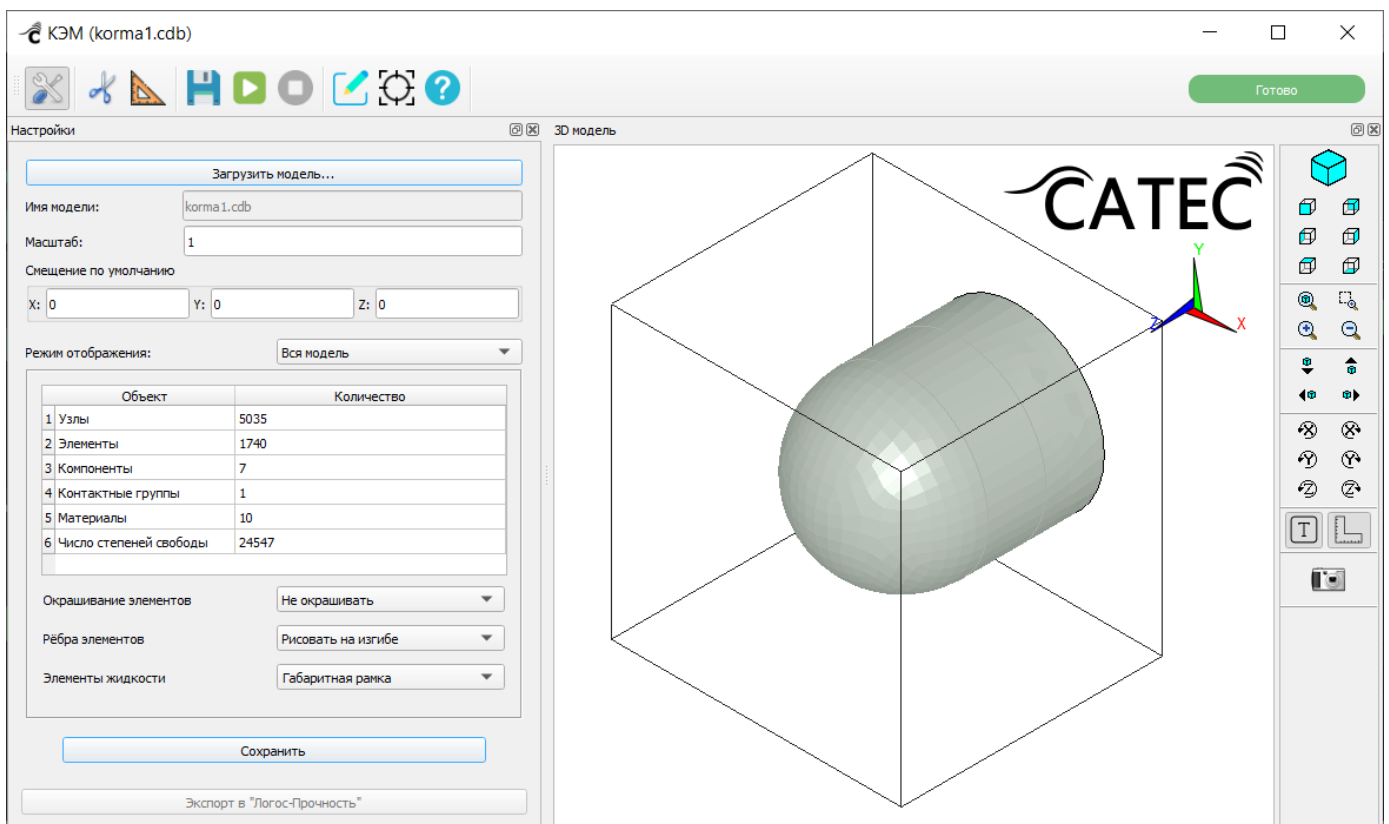 КЭМ (korma1.cdb)
Готово
Настройки
3D модель
Загрузить модель...
Имя модели: korma1.cdb
Масштаб: 1
Смещение по умолчанию
X: 0 Y: 0 Z: 0
Режим отображения: Вся модель
Объект Количество
1 Узлы 5035
2 Элементы 1740
3 Компоненты 7
4 Контактные группы 1
5 Материалы 10
6 Число степеней свободы 24547
Окрашивание элементов Не окрашивать
Рёбра элементов Рисовать на изгибе
Элементы жидкости Габаритная рамка
Сохранить
Экспорт в "Логос-Прочность"
CATEC
Y
Z X
X X
Y Y
Z Z
T